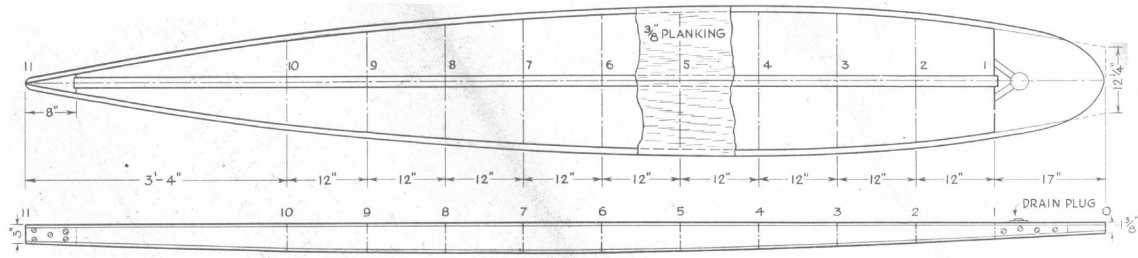 3/8" PLANKING
11 10 9 8 7 6 5 4 3 2 1
12 1/4"
8"
3'-4" 12" 12" 12" 12" 12" 12" 12" 12" 12" 17"
DRAIN PLUG
11 10 9 8 7 6 5 4 3 2 1 0
3" 1 3/8"